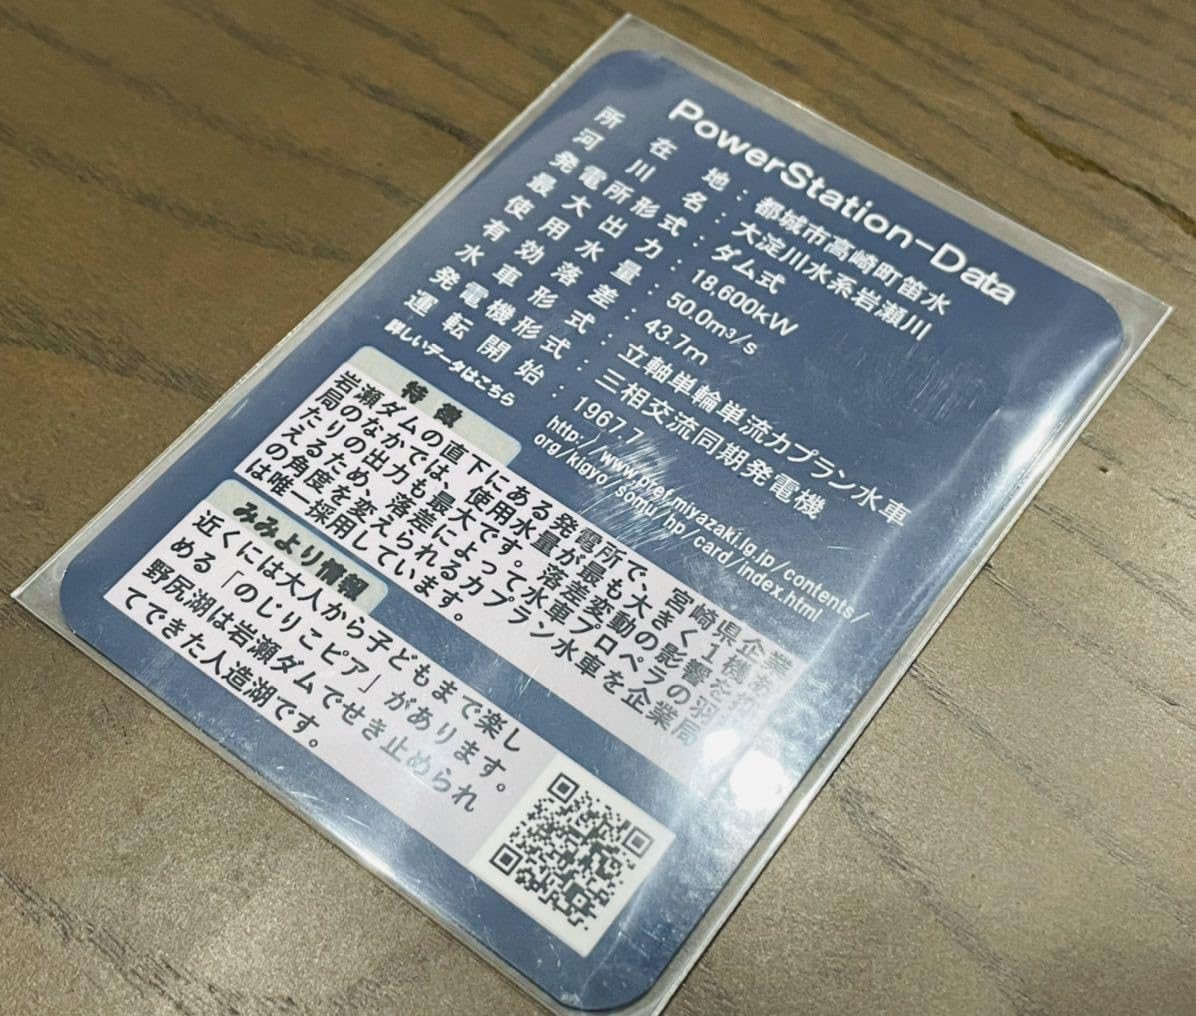 PowerStation-Data
所在地：都城市高崎町笛水
河川名：大淀川水系岩瀬川
発電所形式：ダム式
最大出力：18,600kW
使用水量：50.0m³/s
有効落差：43.7m
水車形式：立軸単輪単流カプラン水車
発電機形式：三相交流同期発電機
運転開始：1967.7
詳しいデータはこちら
http://www.pref.miyazaki.lg.jp/contents/
org/kigyo/somu/hp/card/index.html
特徴
岩瀬ダムの直下にある発電所で、宮崎県企業
局のなかでは、使用水量が最も大きく1機あ
たりの出力も最大です。落差変動の影響を抑
えるため、落差によって水車プロペラの羽
の角度を変えられるカプラン水車を企業局
は唯一採用しています。
みみより情報
近くには大人から子どもまで楽し
める「のじりこピア」があります。
野尻湖は岩瀬ダムでせき止められ
てできた人造湖です。